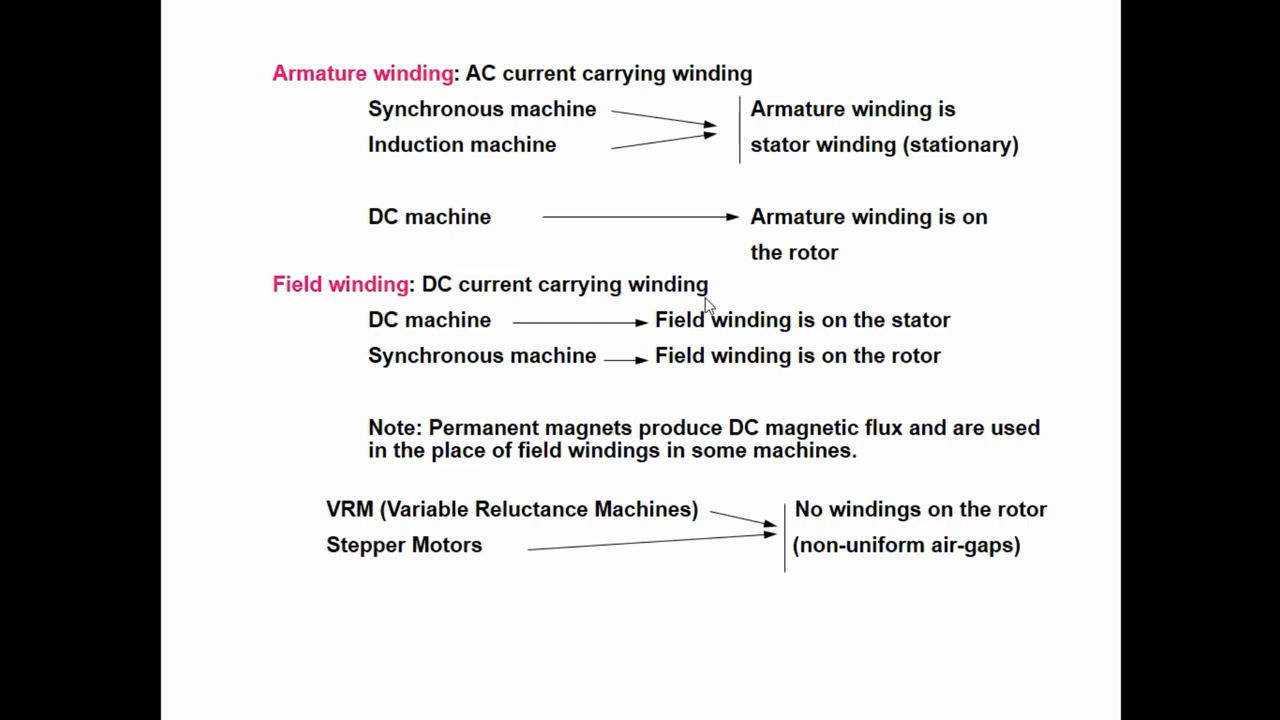 Armature winding: AC current carrying winding
Synchronous machine
Induction machine
Armature winding is
stator winding (stationary)
DC machine
Armature winding is on
the rotor
Field winding: DC current carrying winding
DC machine
Field winding is on the stator
Synchronous machine
Field winding is on the rotor
Note: Permanent magnets produce DC magnetic flux and are used
in the place of field windings in some machines.
VRM (Variable Reluctance Machines)
Stepper Motors
No windings on the rotor
(non-uniform air-gaps)